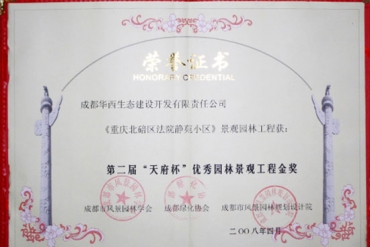 荣誉证书
HONORARY CREDENTIAL
成都华西生态建设开发有限责任公司
《重庆北碚区法院静苑小区》景观园林工程获：
第二届“天府杯”优秀园林景观工程金奖
成都市风景园林学会 成都绿化协会 成都市风景园林规划设计院
二〇〇八年四月